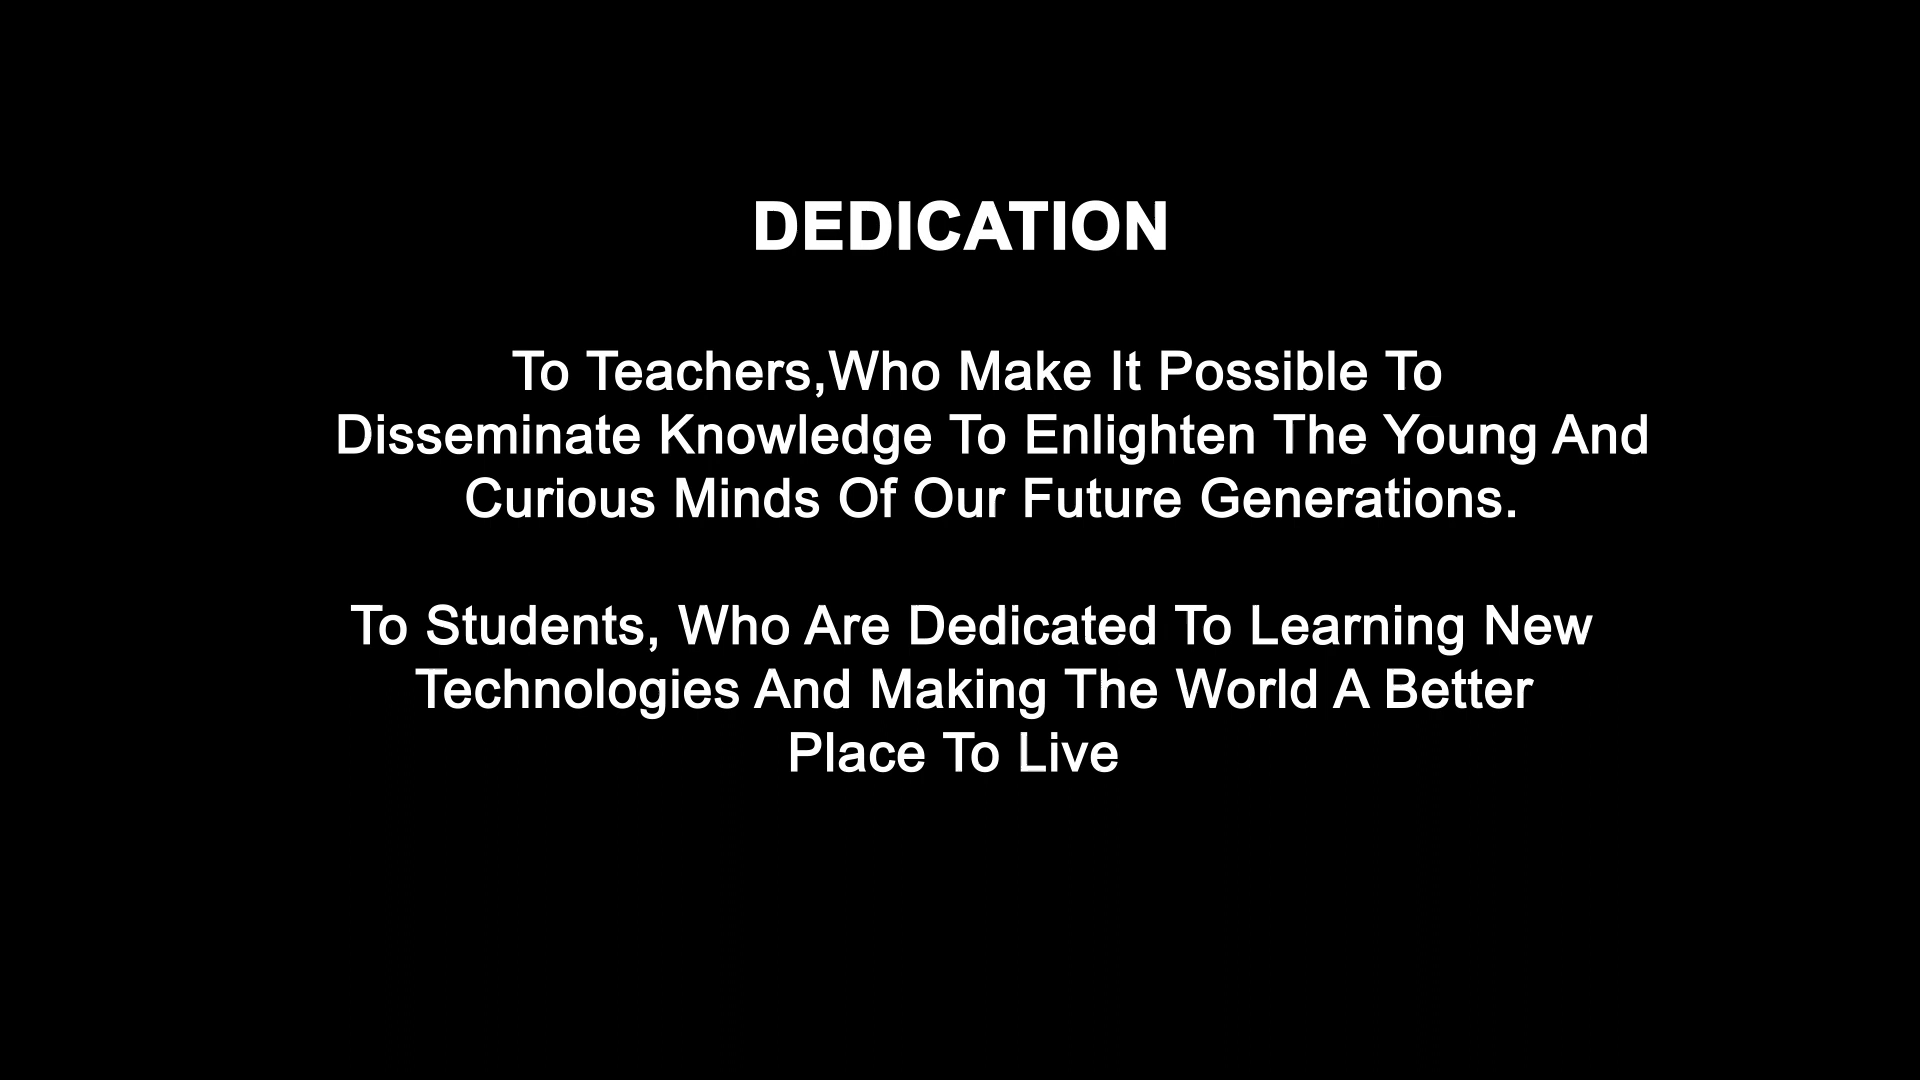 DEDICATION
To Teachers,Who Make It Possible To
Disseminate Knowledge To Enlighten The Young And
Curious Minds Of Our Future Generations.
To Students, Who Are Dedicated To Learning New
Technologies And Making The World A Better
Place To Live